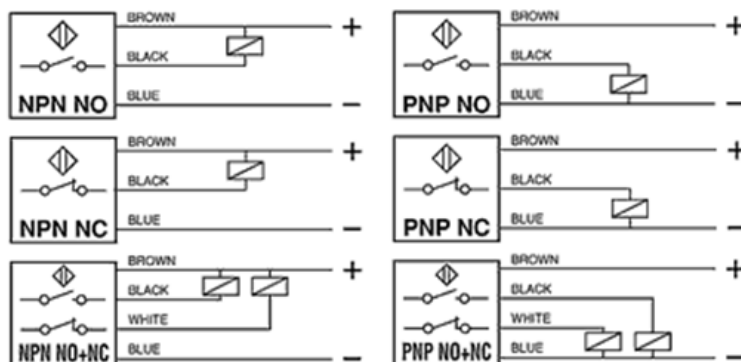 BROWN +
BLACK
NPN NO
BLUE −
BROWN +
BLACK
PNP NO
BLUE −
BROWN +
BLACK
NPN NC
BLUE −
BROWN +
BLACK
PNP NC
BLUE −
BROWN +
BLACK
WHITE
NPN NO+NC
BLUE −
BROWN +
BLACK
WHITE
PNP NO+NC
BLUE −